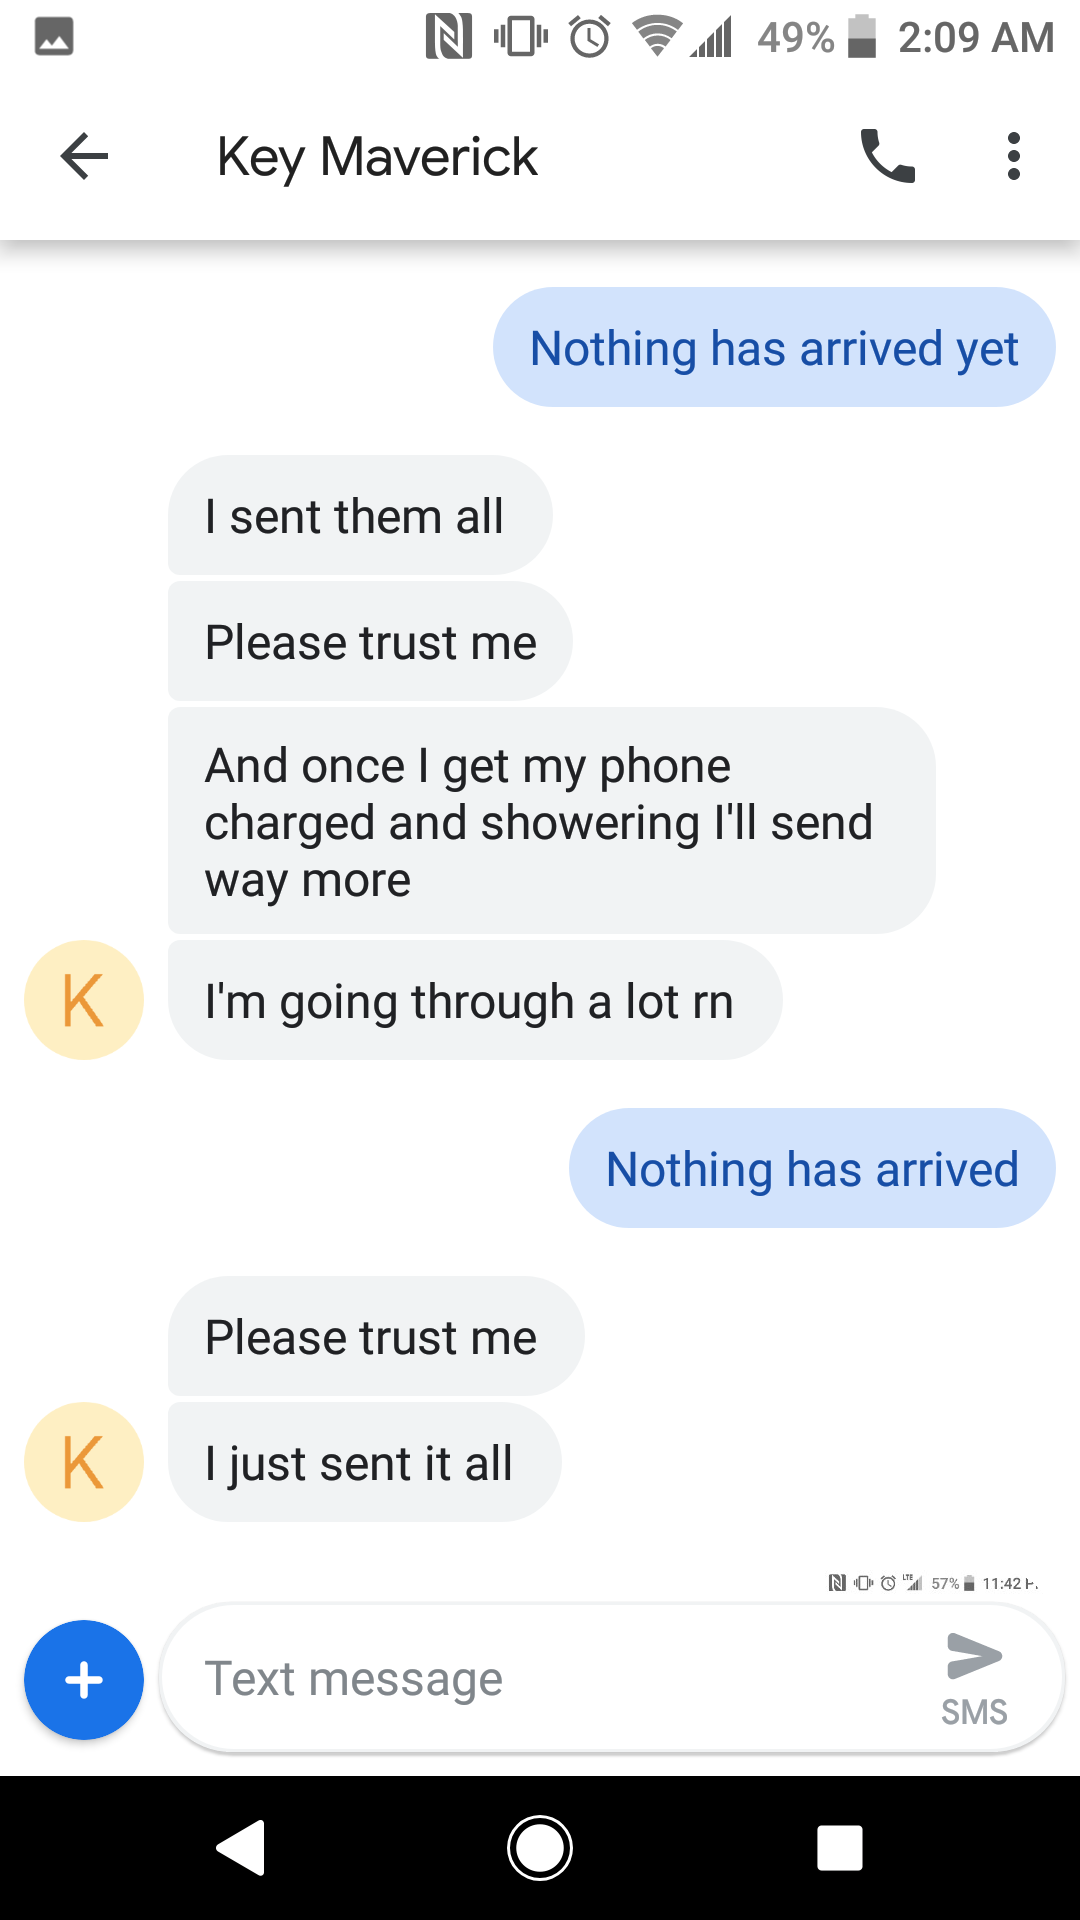 49% 2:09 AM
Key Maverick
Nothing has arrived yet
I sent them all
Please trust me
And once I get my phone
charged and showering I'll send
way more
K
I'm going through a lot rn
Nothing has arrived
Please trust me
K
I just sent it all
LTE 57% 11:42
Text message
SMS